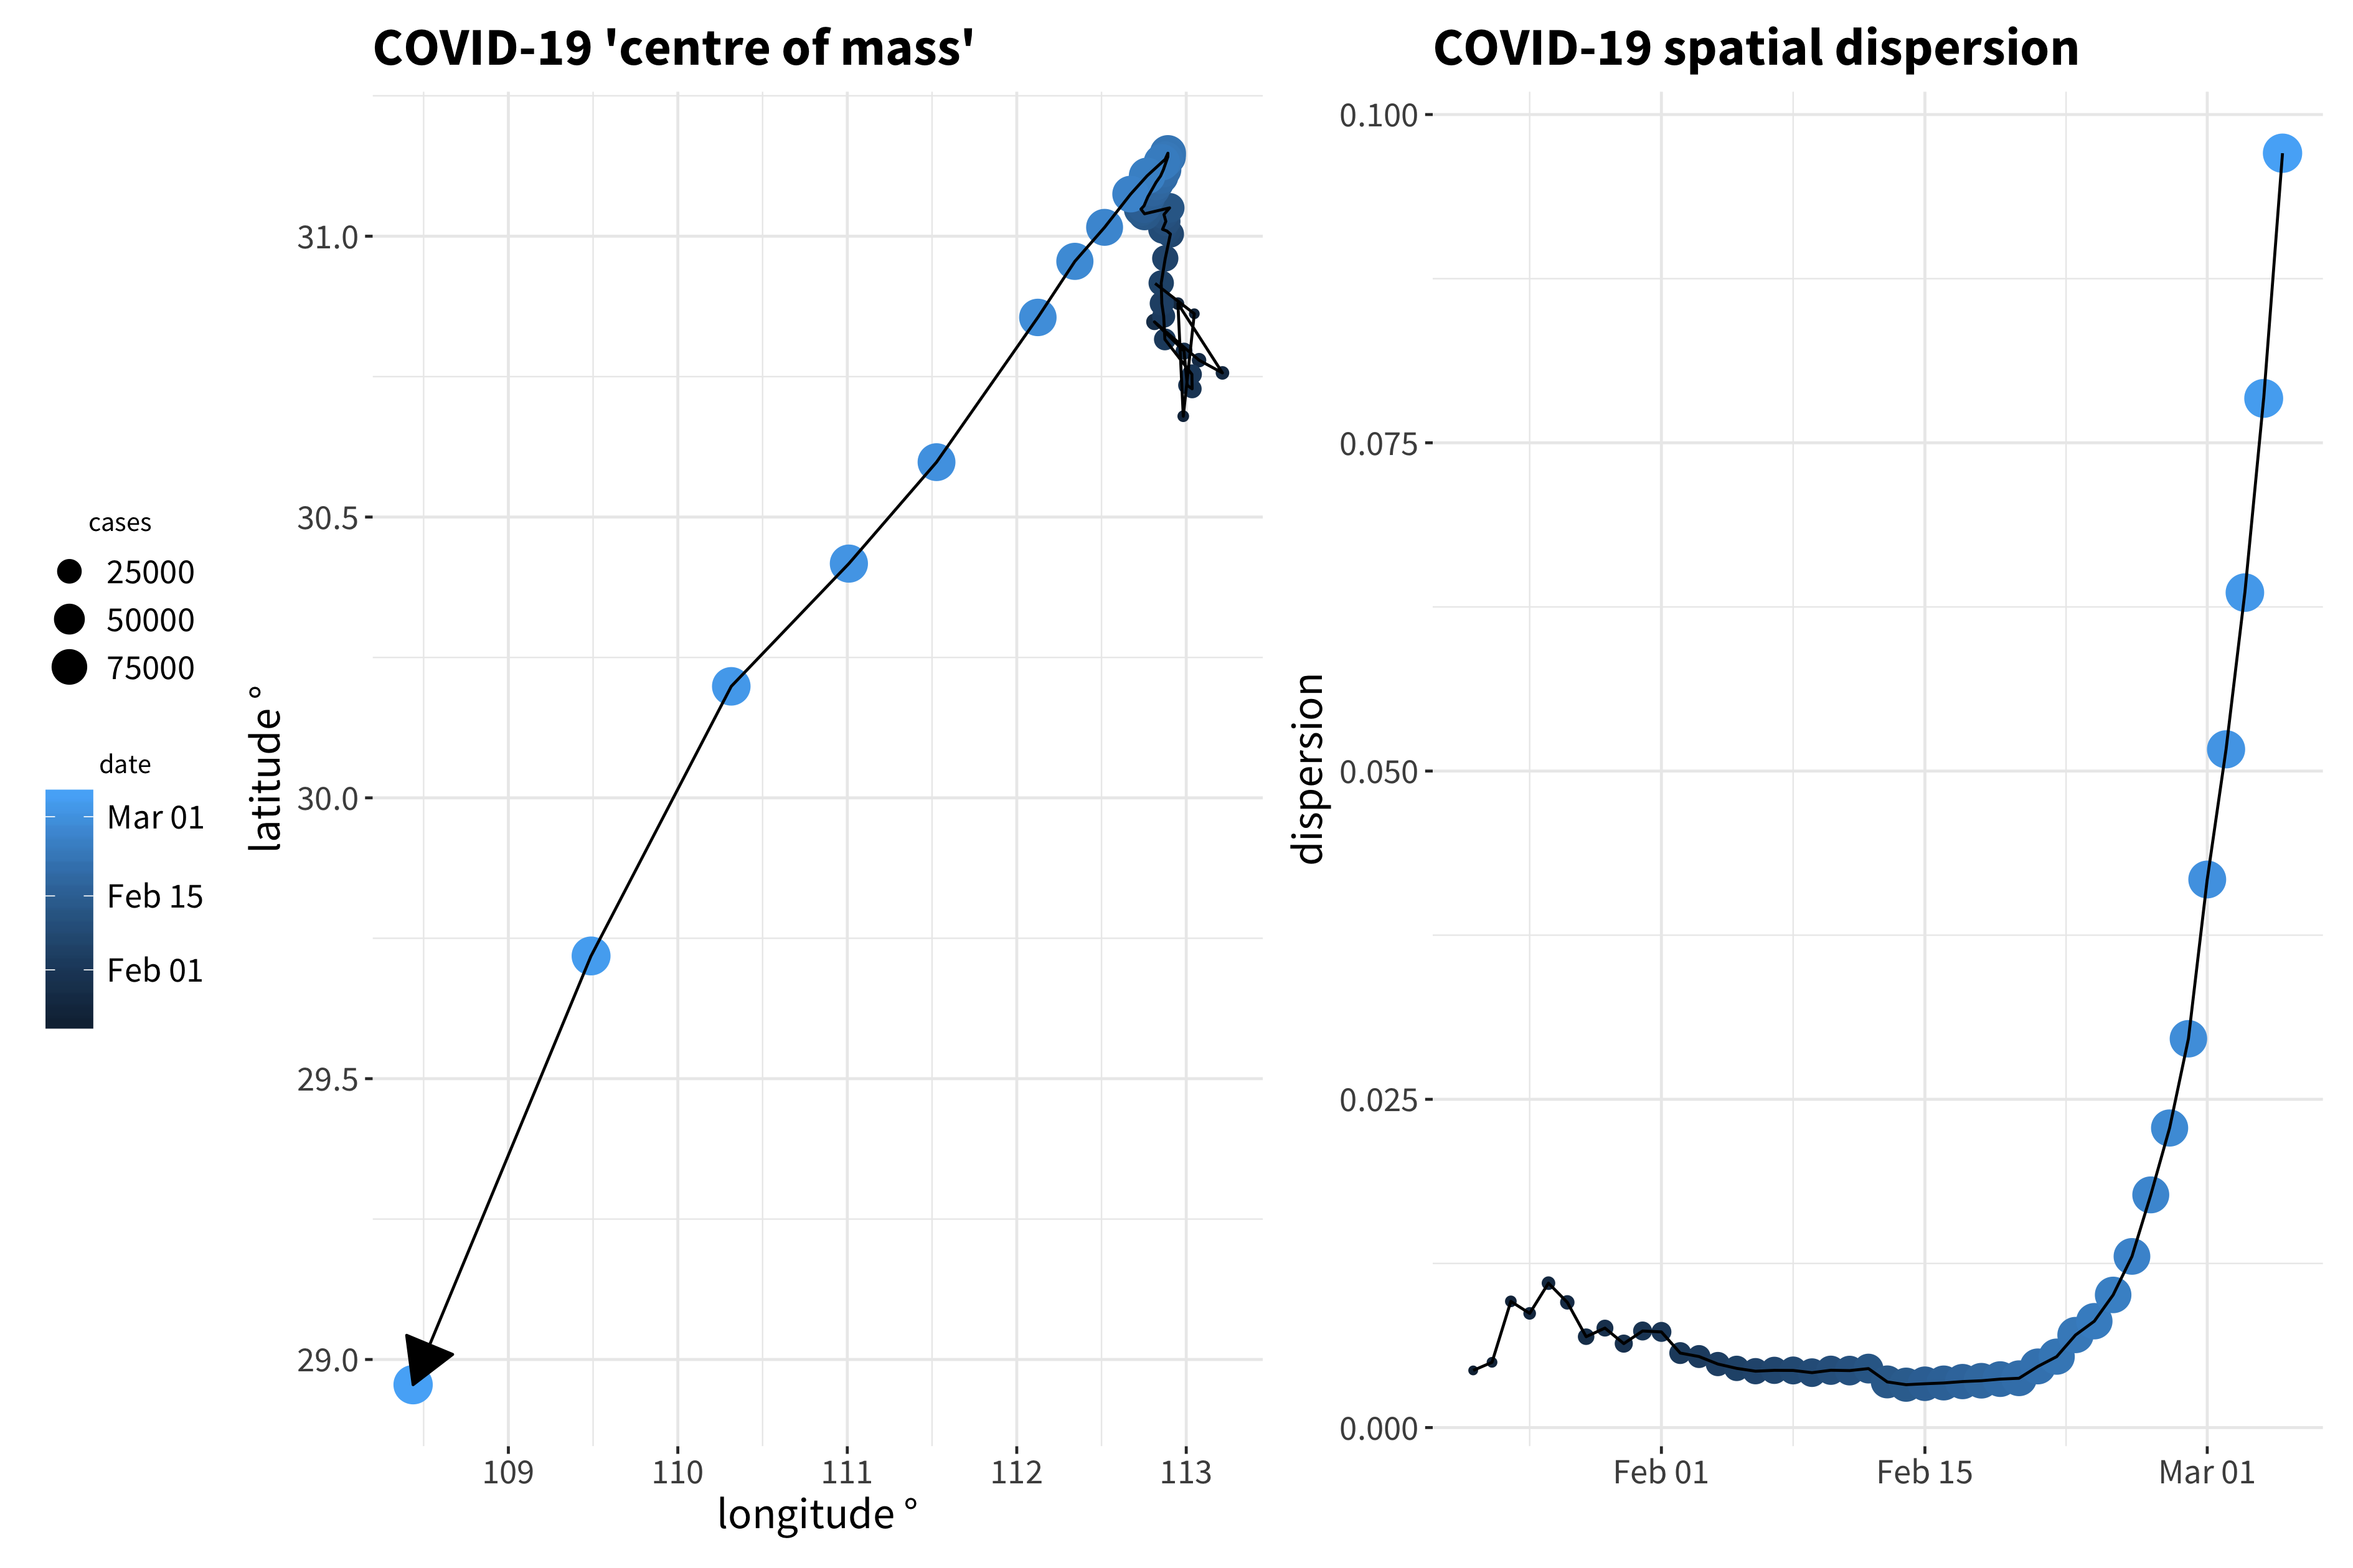 COVID-19 'centre of mass'
COVID-19 spatial dispersion
cases
25000
50000
75000
date
Mar 01
Feb 15
Feb 01
latitude °
31.0
30.5
30.0
29.5
29.0
109 110 111 112 113
longitude °
dispersion
0.100
0.075
0.050
0.025
0.000
Feb 01 Feb 15 Mar 01